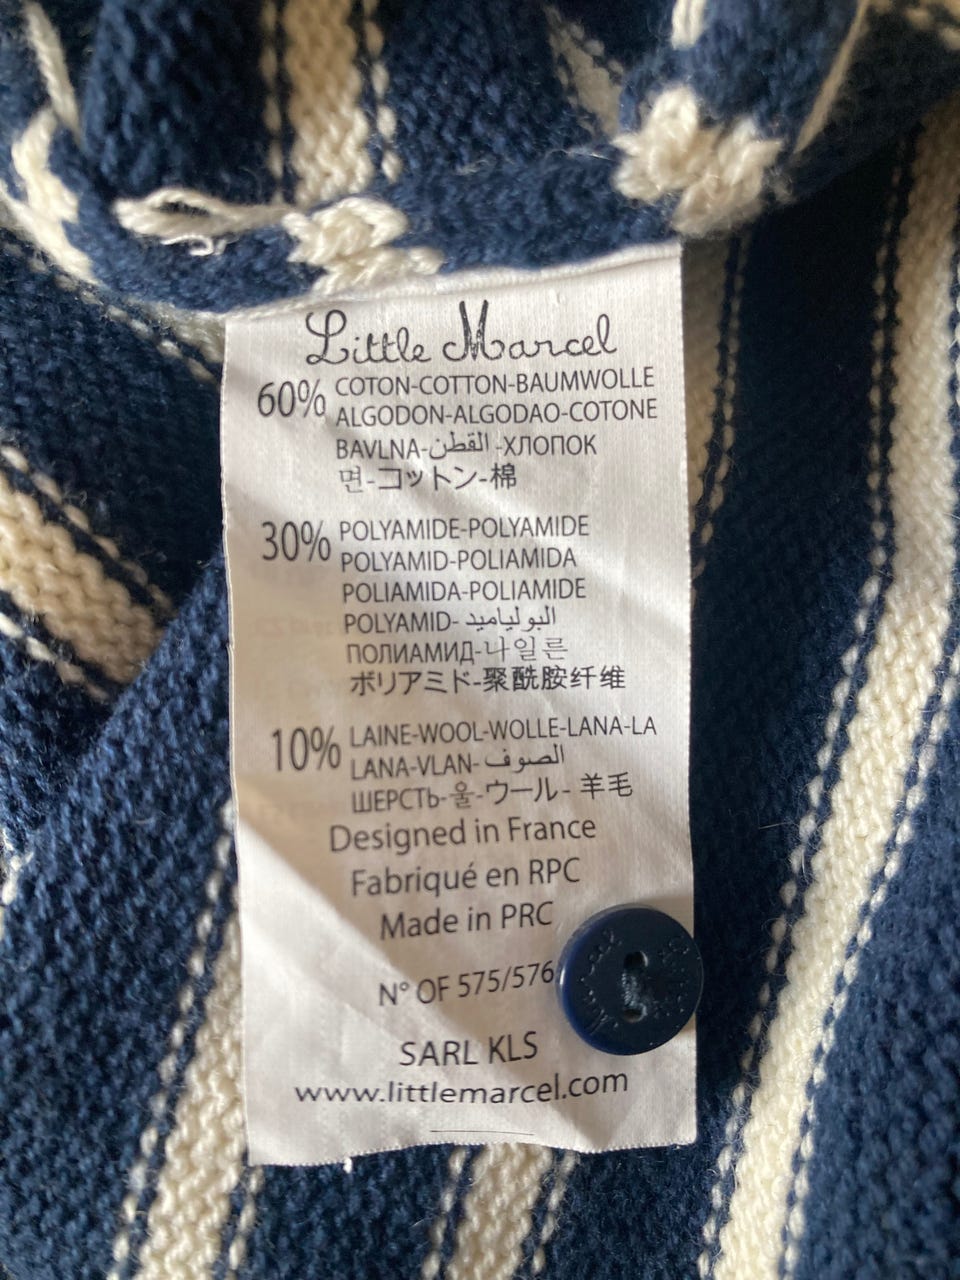 Little Marcel
60% COTON-COTTON-BAUMWOLLE
ALGODON-ALGODAO-COTONE
BAVLNA-القطن-ХЛОПОК
면-コットン-棉
30% POLYAMIDE-POLYAMIDE
POLYAMID-POLIAMIDA
POLIAMIDA-POLIAMIDE
POLYAMID-البولياميد
ПОЛИАМИД-나일른
ポリアミド-聚酰胺纤维
10% LAINE-WOOL-WOLLE-LANA-LA
LANA-VLAN-الصوف
ШЕРСТЬ-울-ウール-羊毛
Designed in France
Fabriqué en RPC
Made in PRC
N° OF 575/576
SARL KLS
www.littlemarcel.com